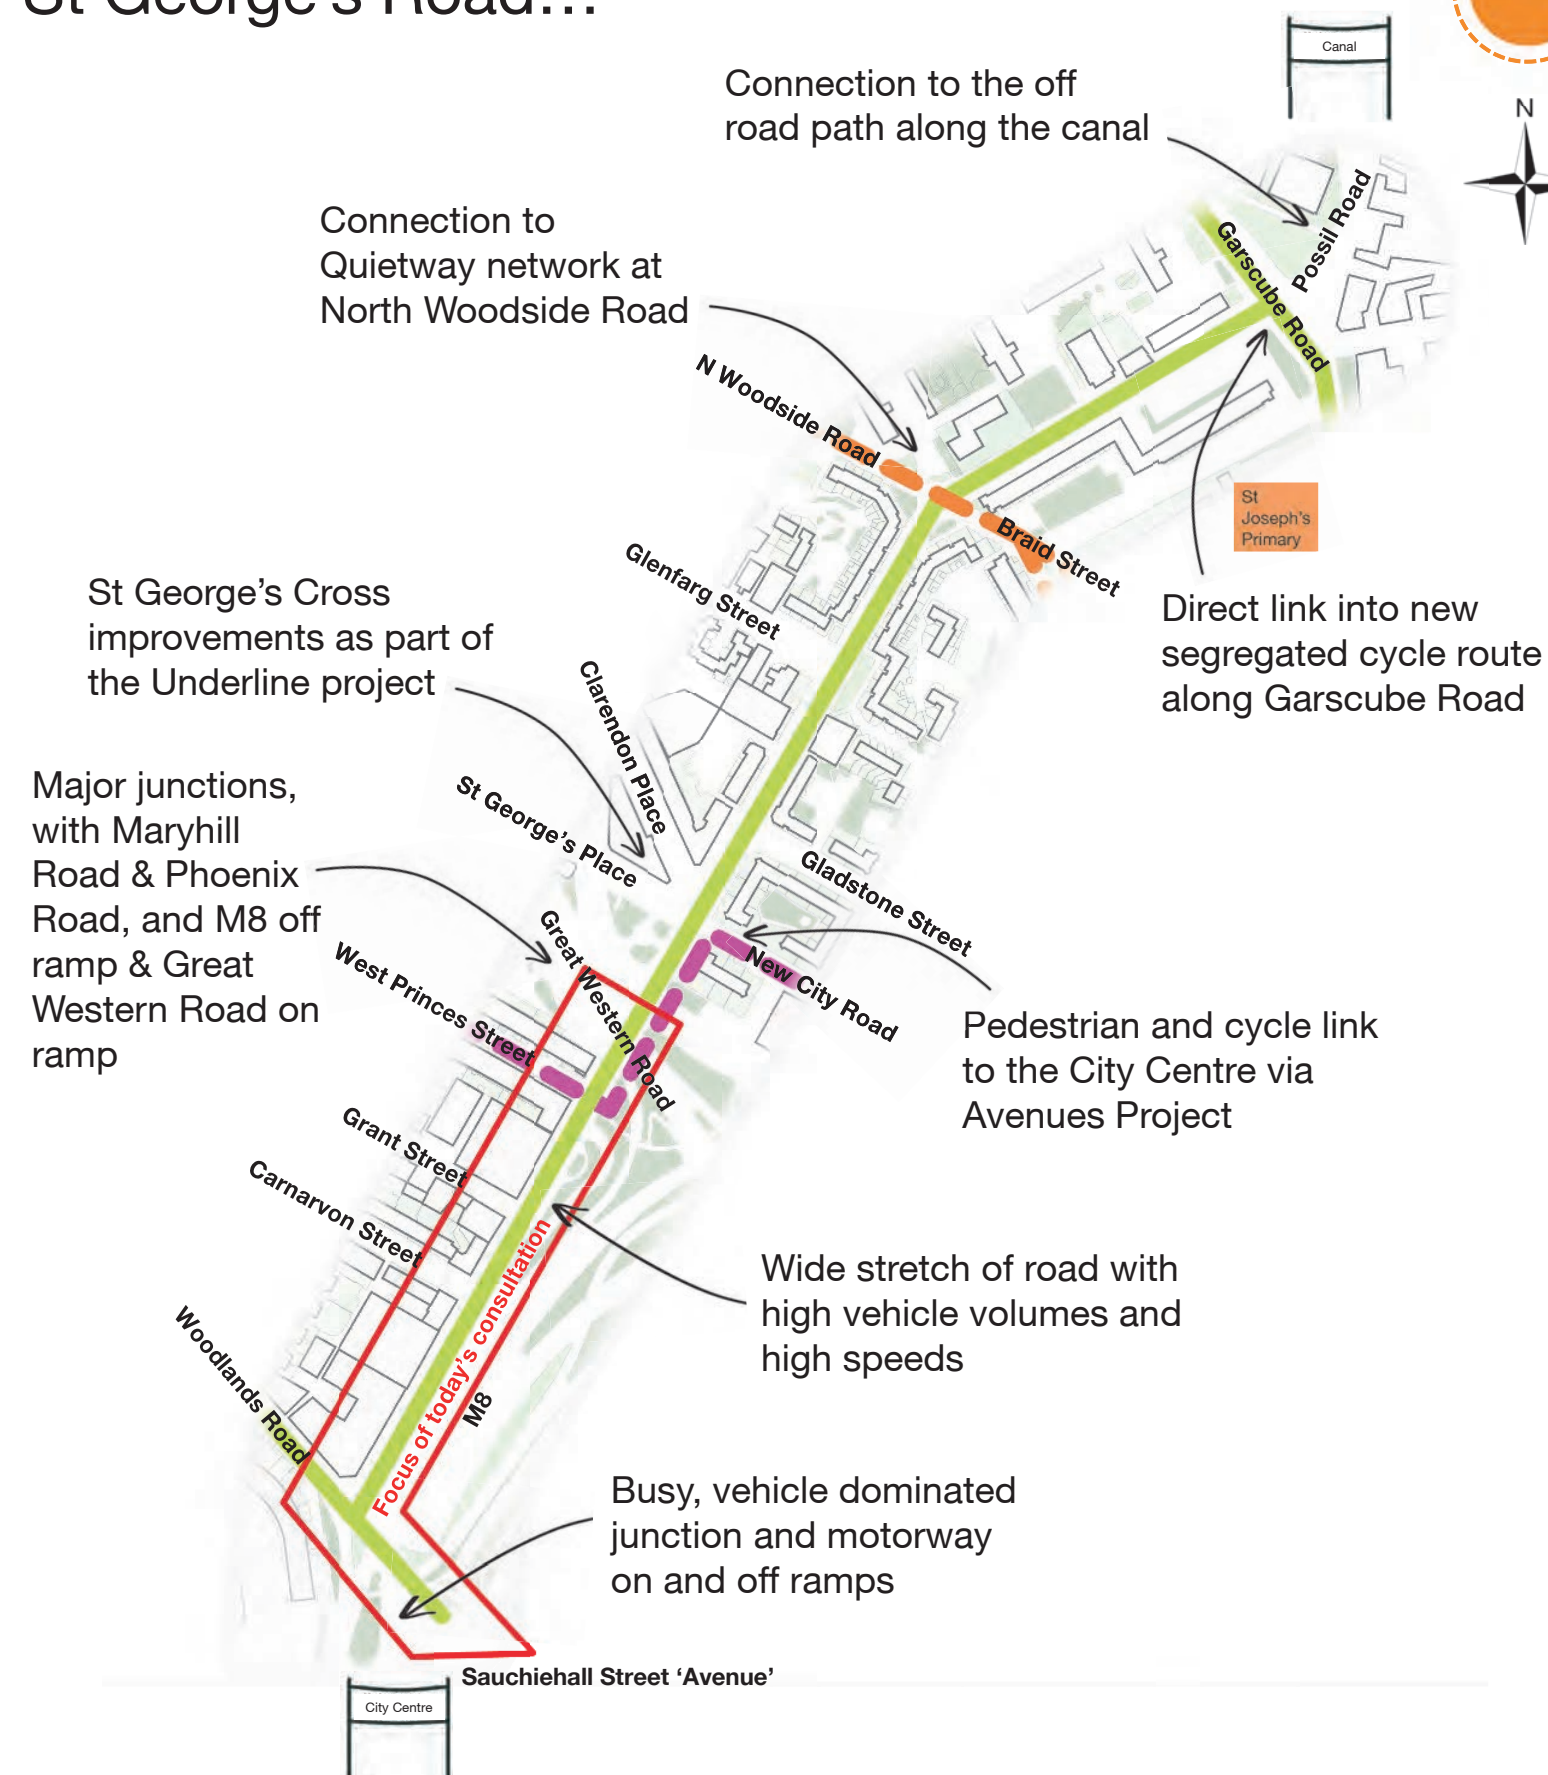 St George's Road…
Canal
N
Connection to the off
road path along the canal
Connection to
Quietway network at
North Woodside Road
Possil Road
Garscube Road
N Woodside Road
Braid Street
St
Joseph's
Primary
Glenfarg Street
Direct link into new
segregated cycle route
along Garscube Road
St George's Cross
improvements as part of
the Underline project
Clarendon Place
St George's Place
Major junctions,
with Maryhill
Road & Phoenix
Road, and M8 off
ramp & Great
Western Road on
ramp
Gladstone Street
Great Western Road
West Princes Street
New City Road
Pedestrian and cycle link
to the City Centre via
Avenues Project
Grant Street
Carnarvon Street
Wide stretch of road with
high vehicle volumes and
high speeds
Focus of today's consultation
M8
Woodlands Road
Busy, vehicle dominated
junction and motorway
on and off ramps
Sauchiehall Street ‘Avenue’
City Centre